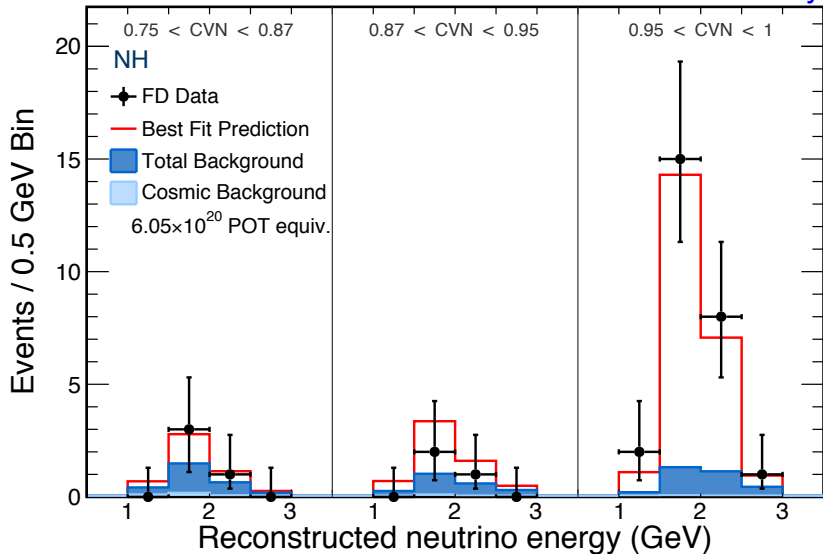 0.75 < CVN < 0.87
0.87 < CVN < 0.95
0.95 < CVN < 1
NH
FD Data
Best Fit Prediction
Total Background
Cosmic Background
6.05×10²⁰ POT equiv.
Events / 0.5 GeV Bin
20
15
10
5
0
1 2 3 1 2 3 1 2 3
Reconstructed neutrino energy (GeV)